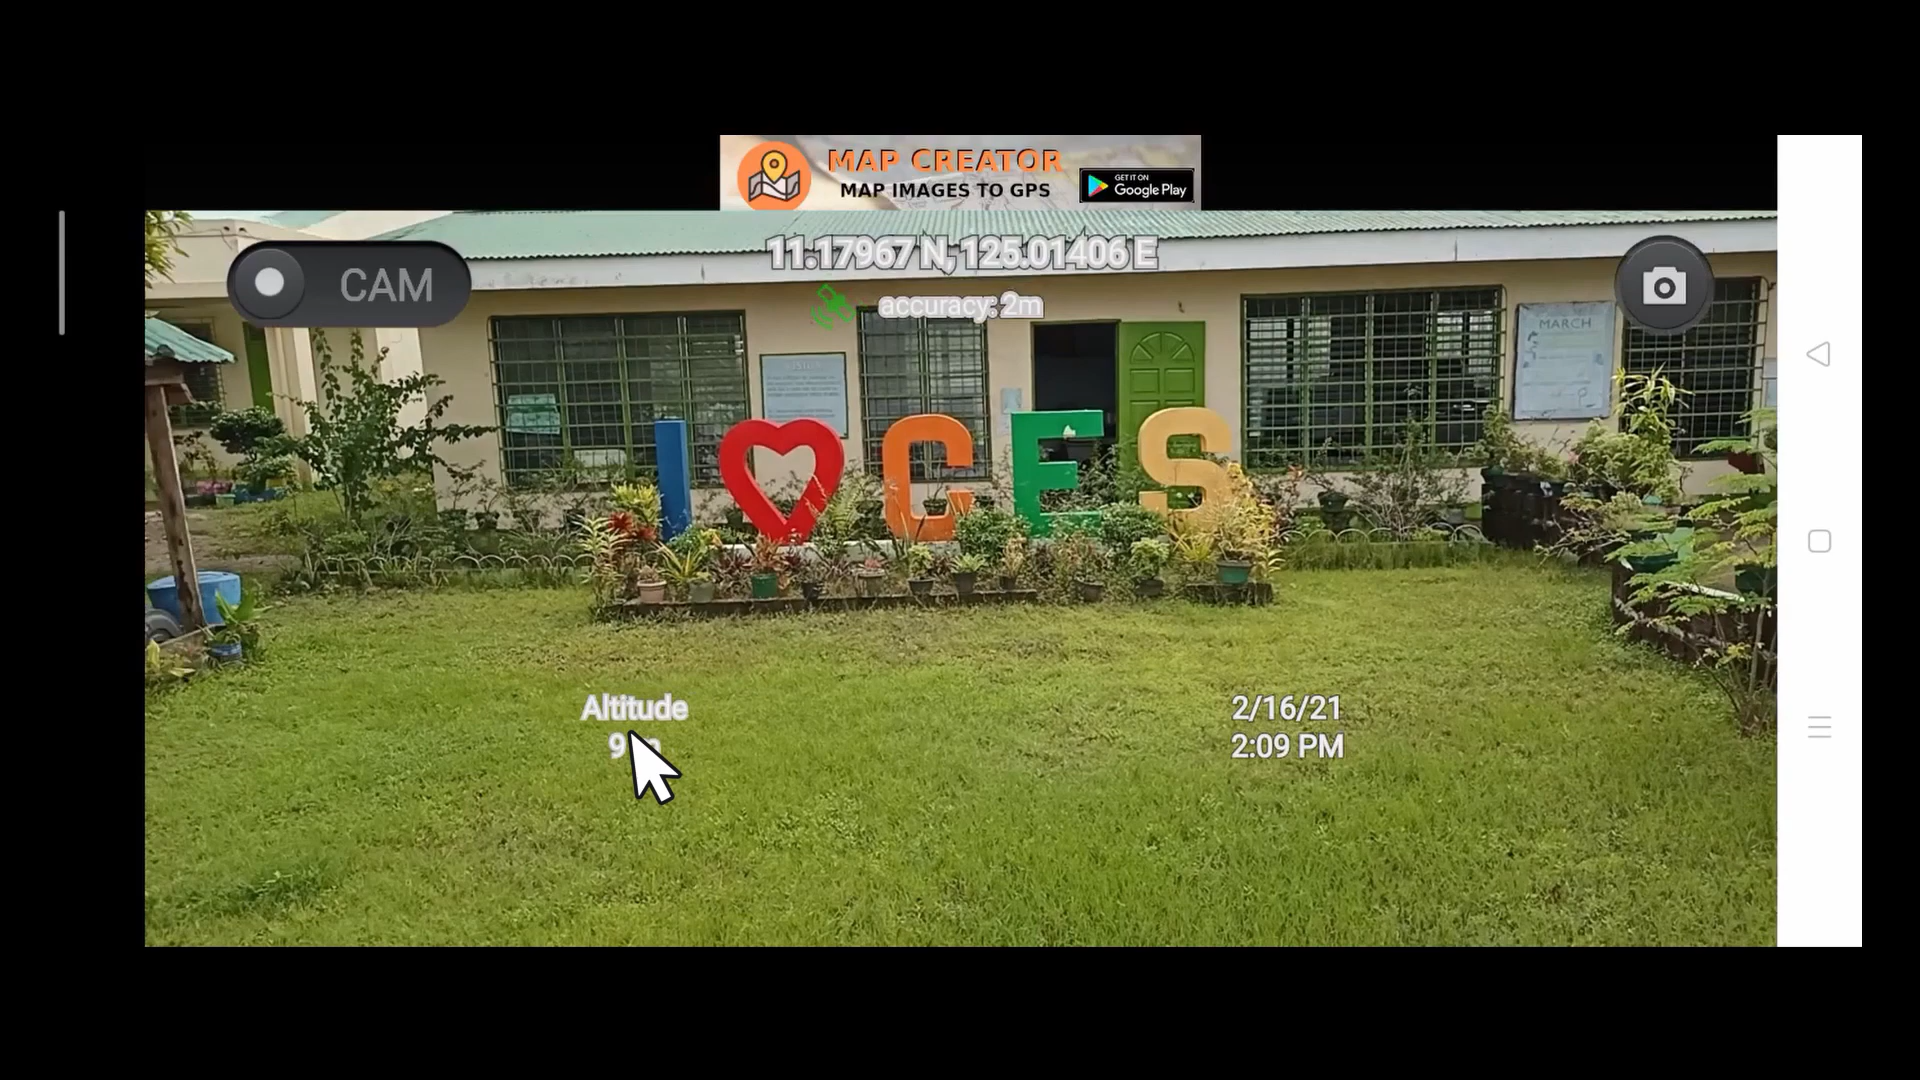 MAP CREATOR
MAP IMAGES TO GPS
GET IT ON
Google Play
11.17967 N, 125.01406 E
CAM
accuracy: 2m
MARCH
I C E S
Altitude
2/16/21
2:09 PM